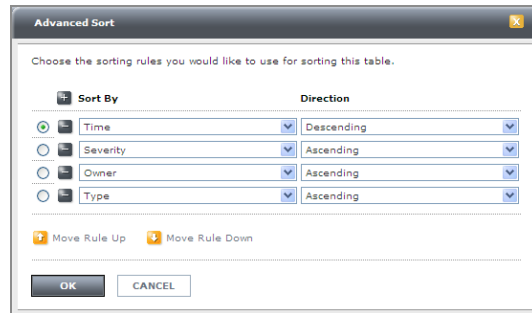 Advanced Sort
Choose the sorting rules you would like to use for sorting this table.
Sort By Direction
Time Descending
Severity Ascending
Owner Ascending
Type Ascending
Move Rule Up Move Rule Down
OK CANCEL